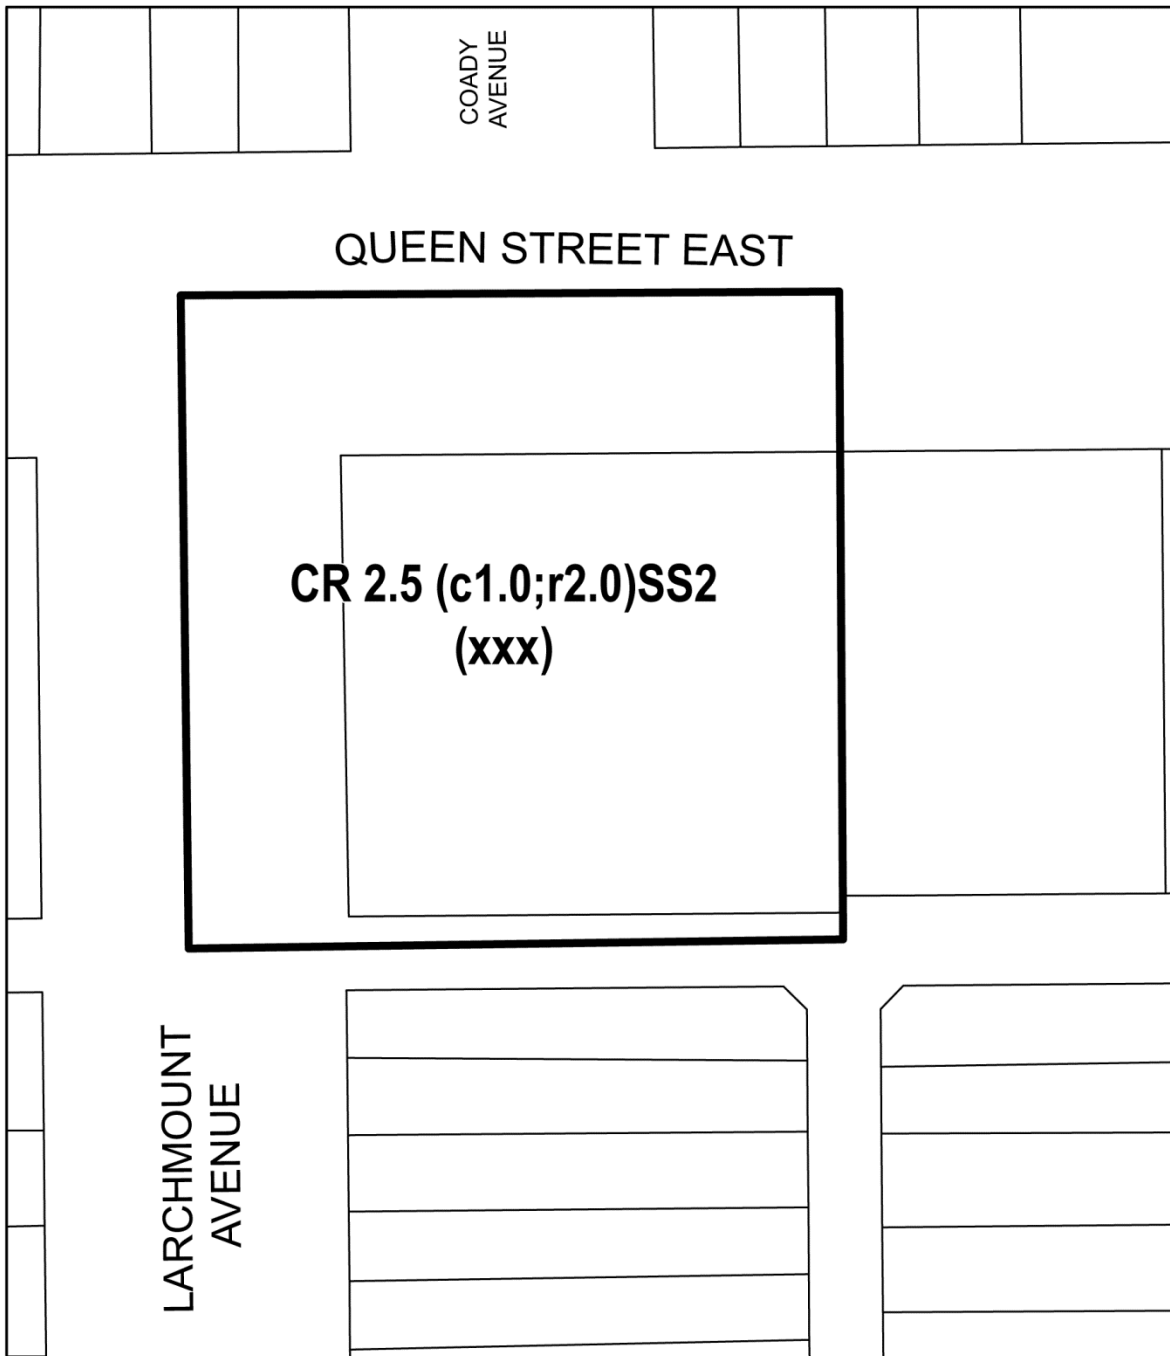 COADY
AVENUE
QUEEN STREET EAST
CR 2.5 (c1.0;r2.0)SS2
(xxx)
LARCHMOUNT
AVENUE